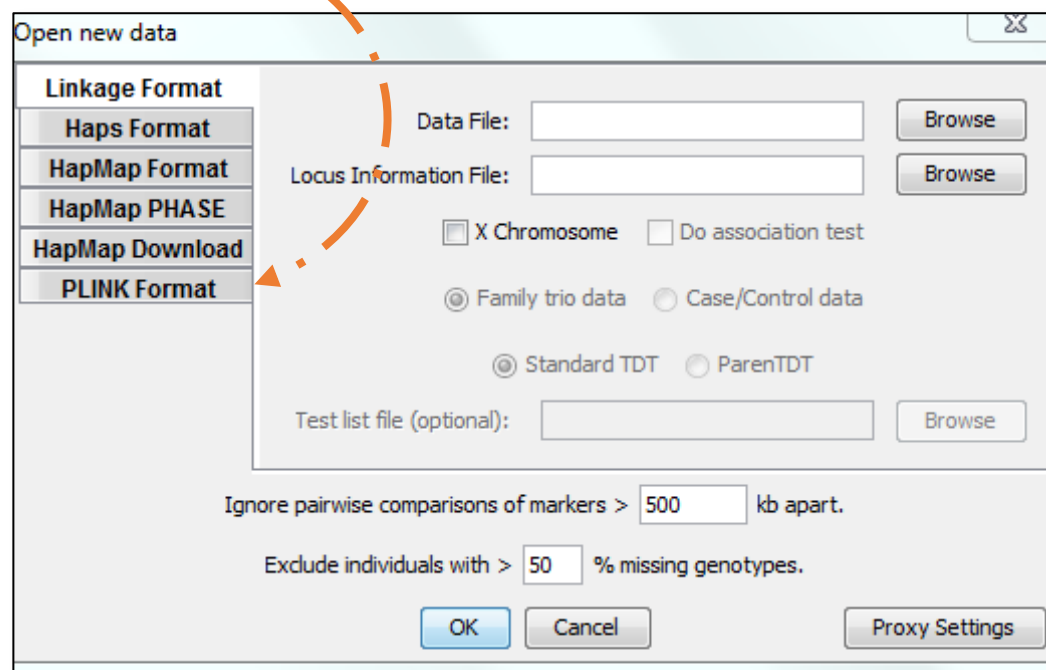 Open new data
Linkage Format
Haps Format
HapMap Format
HapMap PHASE
HapMap Download
PLINK Format
Data File: Browse
Locus Information File: Browse
X Chromosome Do association test
Family trio data Case/Control data
Standard TDT ParenTDT
Test list file (optional): Browse
Ignore pairwise comparisons of markers > 500 kb apart.
Exclude individuals with > 50 % missing genotypes.
OK Cancel Proxy Settings